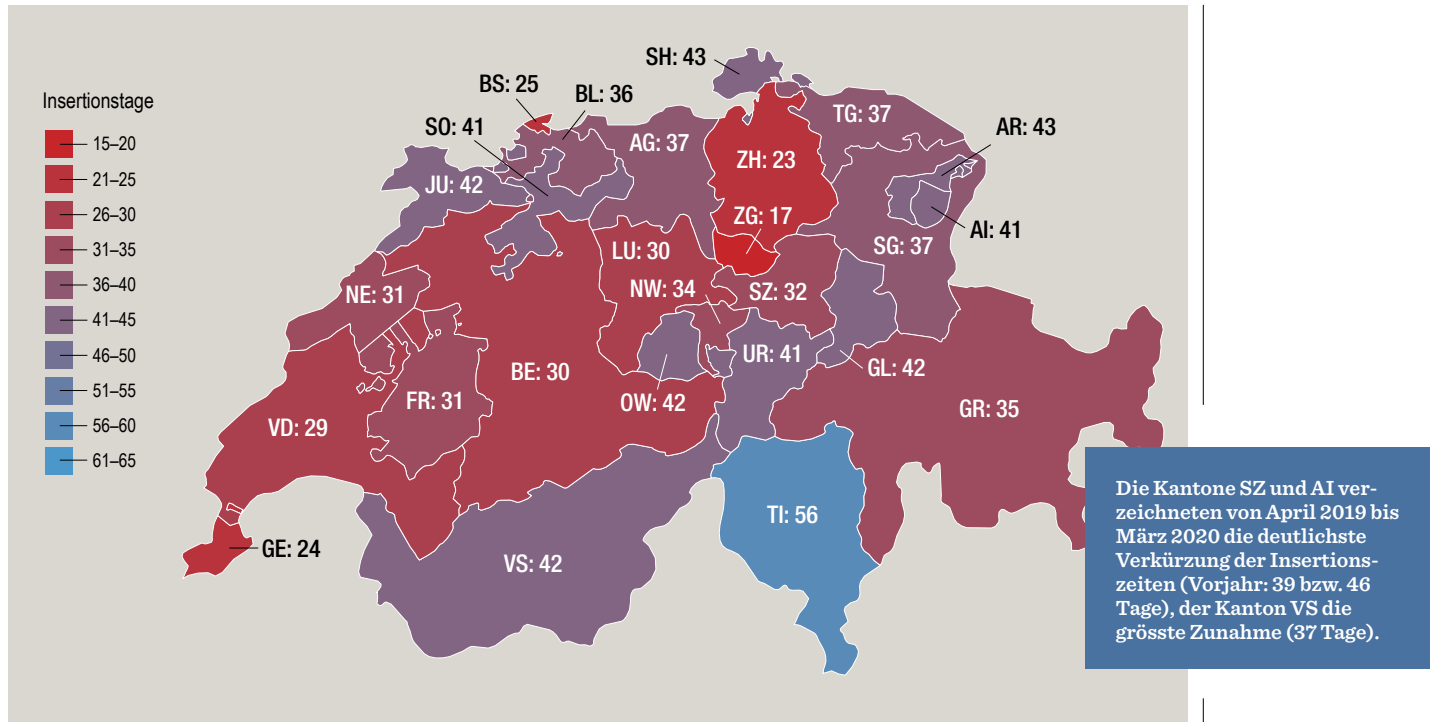 Insertionstage
15–20
21–25
26–30
31–35
36–40
41–45
46–50
51–55
56–60
61–65
SH: 43
BS: 25
BL: 36
SO: 41
AG: 37
TG: 37
AR: 43
ZH: 23
JU: 42
ZG: 17
AI: 41
LU: 30
SG: 37
NE: 31
NW: 34
SZ: 32
UR: 41
GL: 42
BE: 30
FR: 31
OW: 42
GR: 35
VD: 29
TI: 56
GE: 24
VS: 42
Die Kantone SZ und AI ver-
zeichneten von April 2019 bis
März 2020 die deutlichste
Verkürzung der Insertions-
zeiten (Vorjahr: 39 bzw. 46
Tage), der Kanton VS die
grösste Zunahme (37 Tage).